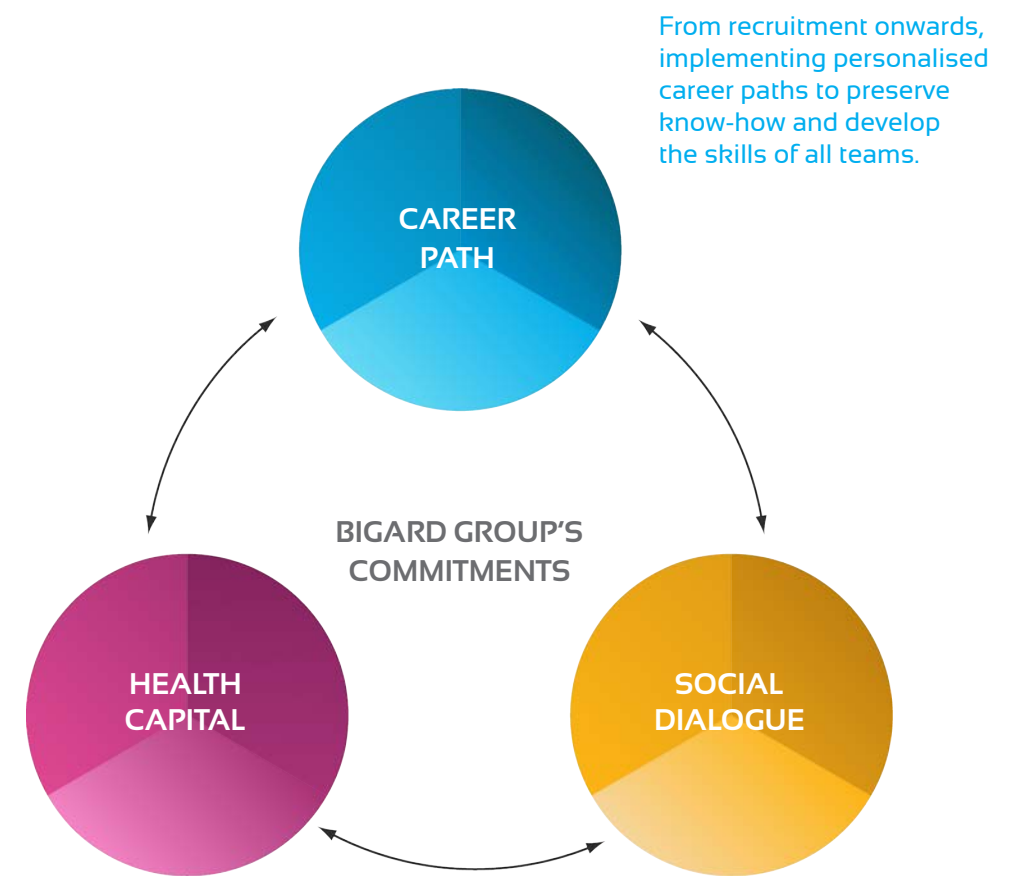 From recruitment onwards,
implementing personalised
career paths to preserve
know-how and develop
the skills of all teams.
CAREER
PATH
BIGARD GROUP'S
COMMITMENTS
HEALTH
CAPITAL
SOCIAL
DIALOGUE